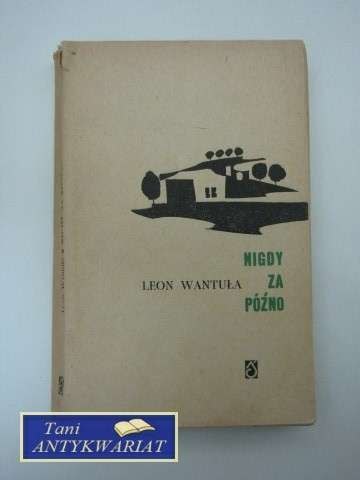 NIGDY
ZA
PÓŹNO
LEON WANTUŁA
Tani
ANTYKWARIAT